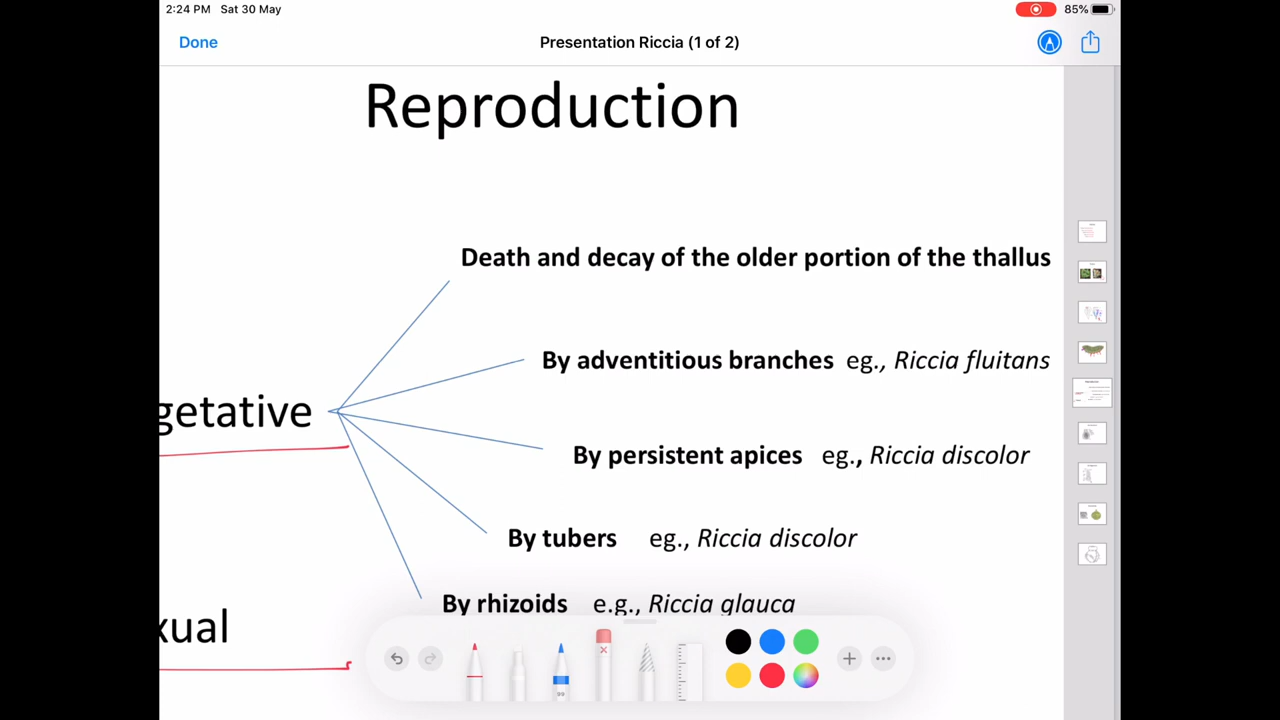 2:24 PM Sat 30 May
85%
Done
Presentation Riccia (1 of 2)
Reproduction
Death and decay of the older portion of the thallus
By adventitious branches eg., Riccia fluitans
getative
By persistent apices eg., Riccia discolor
By tubers eg., Riccia discolor
By rhizoids e.g., Riccia glauca
xual